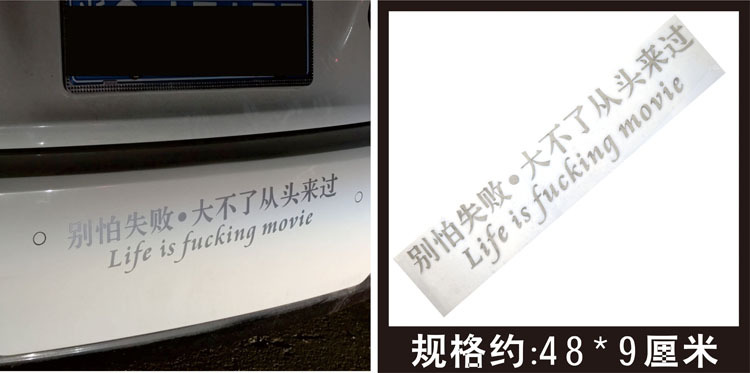 别怕失败•大不了从头来过
Life is fucking movie
别怕失败•大不了从头来过
Life is fucking movie
规格约:48*9厘米